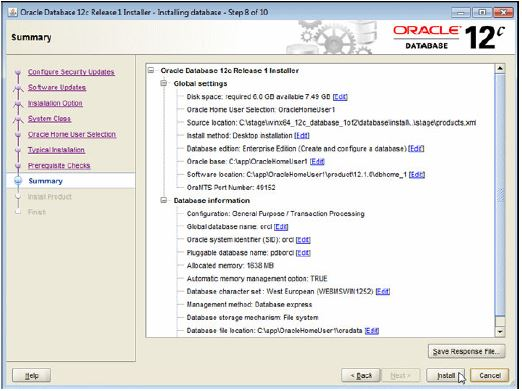 Oracle Database 12c Release 1 Installer - Installing database - Step 8 of 10
Summary
ORACLE DATABASE 12c
Configure Security Updates
Software Updates
Installation Option
System Class
Oracle Home User Selection
Typical Installation
Prerequisite Checks
Summary
Install Product
Finish
Oracle Database 12c Release 1 Installer
Global settings
Disk space: required 6.0 GB available 7.49 GB [Edit]
Oracle Home User Selection: OracleHomeUser1
Source location: C:\stage\winx64_12c_database_1of2\database\install\..\stage\products.xml
Install method: Desktop installation [Edit]
Database edition: Enterprise Edition (Create and configure a database) [Edit]
Oracle base: C:\app\OracleHomeUser1 [Edit]
Software location: C:\app\OracleHomeUser1\product\12.1.0\dbhome_1 [Edit]
OraMTS Port Number: 49152
Database information
Configuration: General Purpose / Transaction Processing
Global database name: orcl [Edit]
Oracle system identifier (SID): orcl [Edit]
Pluggable database name: pdborcl [Edit]
Allocated memory: 1638 MB
Automatic memory management option: TRUE
Database character set : West European (WE8MSWIN1252) [Edit]
Management method: Database express
Database storage mechanism: File system
Database file location: C:\app\OracleHomeUser1\oradata [Edit]
Save Response File...
Help
< Back
Next >
Install
Cancel